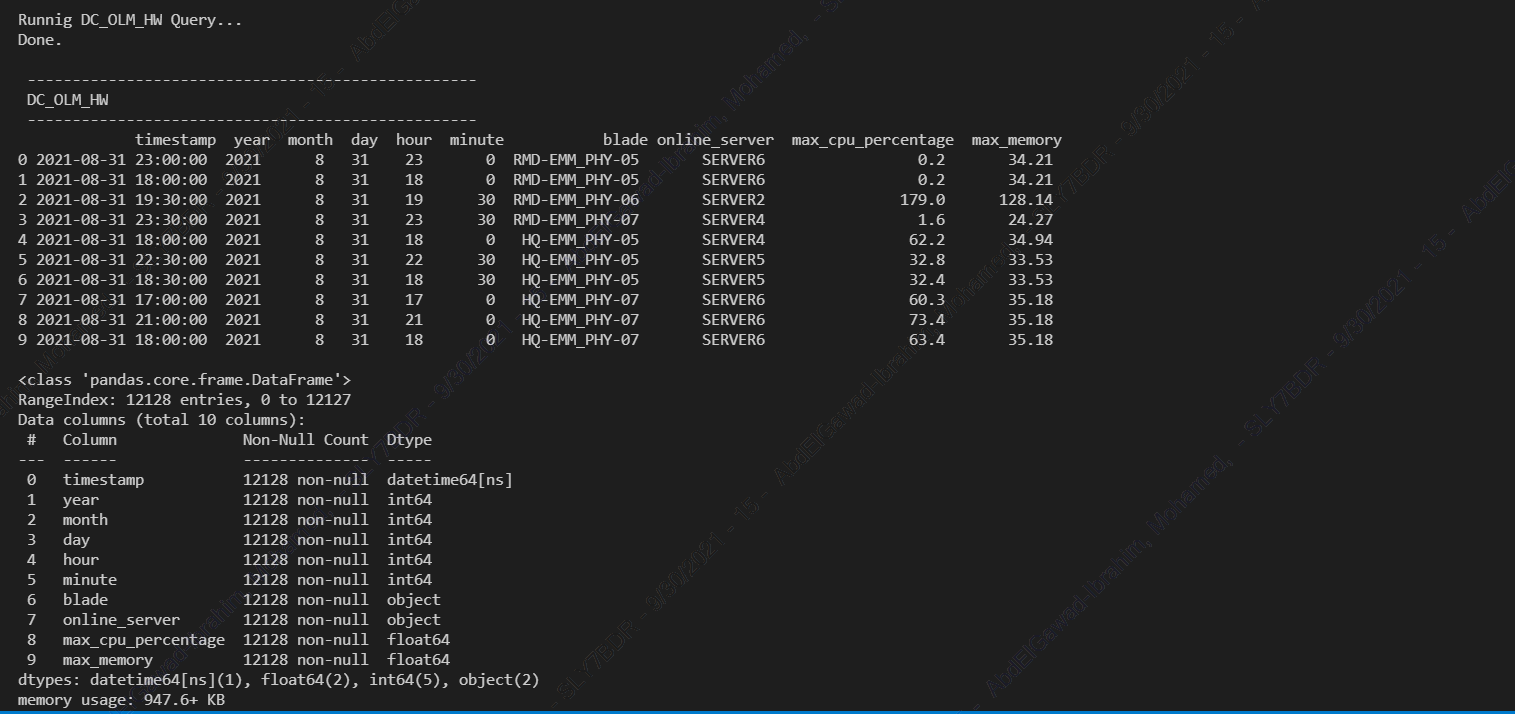 Runnig DC_OLM_HW Query...
Done.
--------------------------------------------------
DC_OLM_HW
--------------------------------------------------
timestamp year month day hour minute blade online_server max_cpu_percentage max_memory
0 2021-08-31 23:00:00 2021 8 31 23 0 RMD-EMM_PHY-05 SERVER6 0.2 34.21
1 2021-08-31 18:00:00 2021 8 31 18 0 RMD-EMM_PHY-05 SERVER6 0.2 34.21
2 2021-08-31 19:30:00 2021 8 31 19 30 RMD-EMM_PHY-06 SERVER2 179.0 128.14
3 2021-08-31 23:30:00 2021 8 31 23 30 RMD-EMM_PHY-07 SERVER4 1.6 24.27
4 2021-08-31 18:00:00 2021 8 31 18 0 HQ-EMM_PHY-05 SERVER4 62.2 34.94
5 2021-08-31 22:30:00 2021 8 31 22 30 HQ-EMM_PHY-05 SERVER5 32.8 33.53
6 2021-08-31 18:30:00 2021 8 31 18 30 HQ-EMM_PHY-05 SERVER5 32.4 33.53
7 2021-08-31 17:00:00 2021 8 31 17 0 HQ-EMM_PHY-07 SERVER6 60.3 35.18
8 2021-08-31 21:00:00 2021 8 31 21 0 HQ-EMM_PHY-07 SERVER6 73.4 35.18
9 2021-08-31 18:00:00 2021 8 31 18 0 HQ-EMM_PHY-07 SERVER6 63.4 35.18
<class 'pandas.core.frame.DataFrame'>
RangeIndex: 12128 entries, 0 to 12127
Data columns (total 10 columns):
# Column Non-Null Count Dtype
--- ------ -------------- -----
0 timestamp 12128 non-null datetime64[ns]
1 year 12128 non-null int64
2 month 12128 non-null int64
3 day 12128 non-null int64
4 hour 12128 non-null int64
5 minute 12128 non-null int64
6 blade 12128 non-null object
7 online_server 12128 non-null object
8 max_cpu_percentage 12128 non-null float64
9 max_memory 12128 non-null float64
dtypes: datetime64[ns](1), float64(2), int64(5), object(2)
memory usage: 947.6+ KB